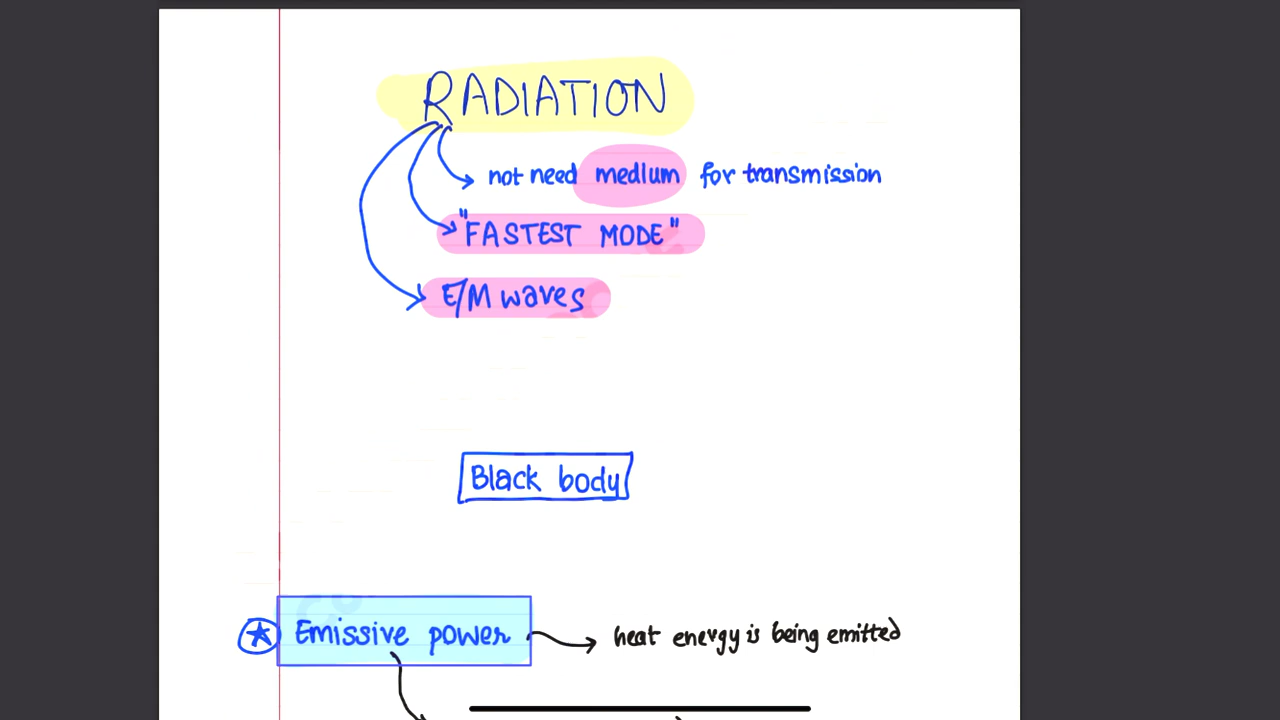 RADIATION
not need medium for transmission
"FASTEST MODE"
E/M waves
Black body
Emissive power
heat energy is being emitted